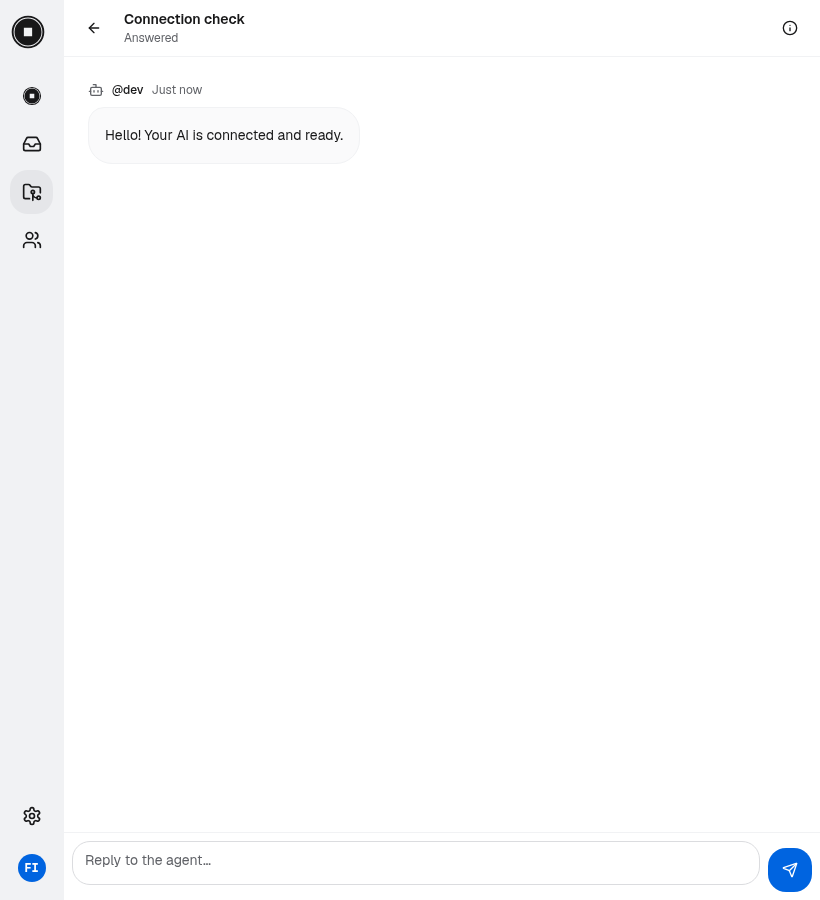 Connection check
Answered
@dev Just now
Hello! Your AI is connected and ready.
Reply to the agent...
FI